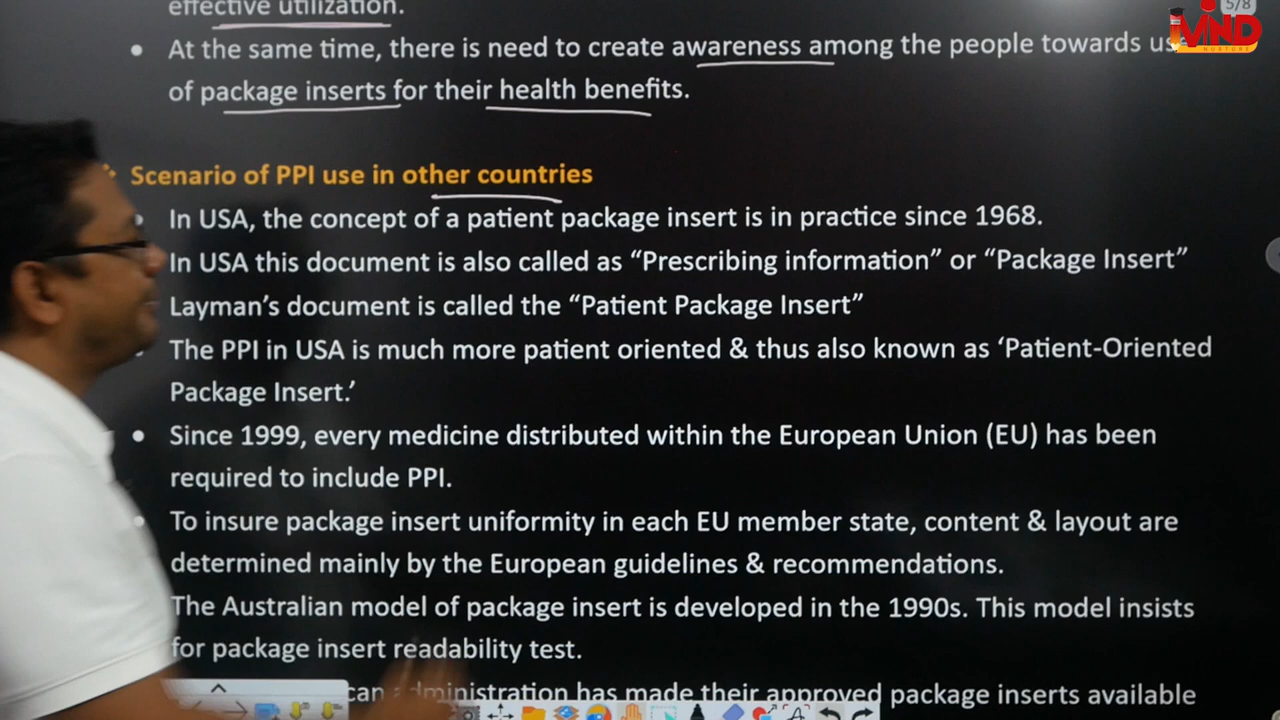 effective utilization.
5/8
MIND
NURTURE
• At the same time, there is need to create awareness among the people towards
of package inserts for their health benefits.
Scenario of PPI use in other countries
In USA, the concept of a patient package insert is in practice since 1968.
In USA this document is also called as “Prescribing information” or “Package Insert”
Layman’s document is called the “Patient Package Insert”
The PPI in USA is much more patient oriented & thus also known as ‘Patient-Oriented
Package Insert.’
• Since 1999, every medicine distributed within the European Union (EU) has been
required to include PPI.
To insure package insert uniformity in each EU member state, content & layout are
determined mainly by the European guidelines & recommendations.
The Australian model of package insert is developed in the 1990s. This model insists
for package insert readability test.
administration has made their approved package inserts available